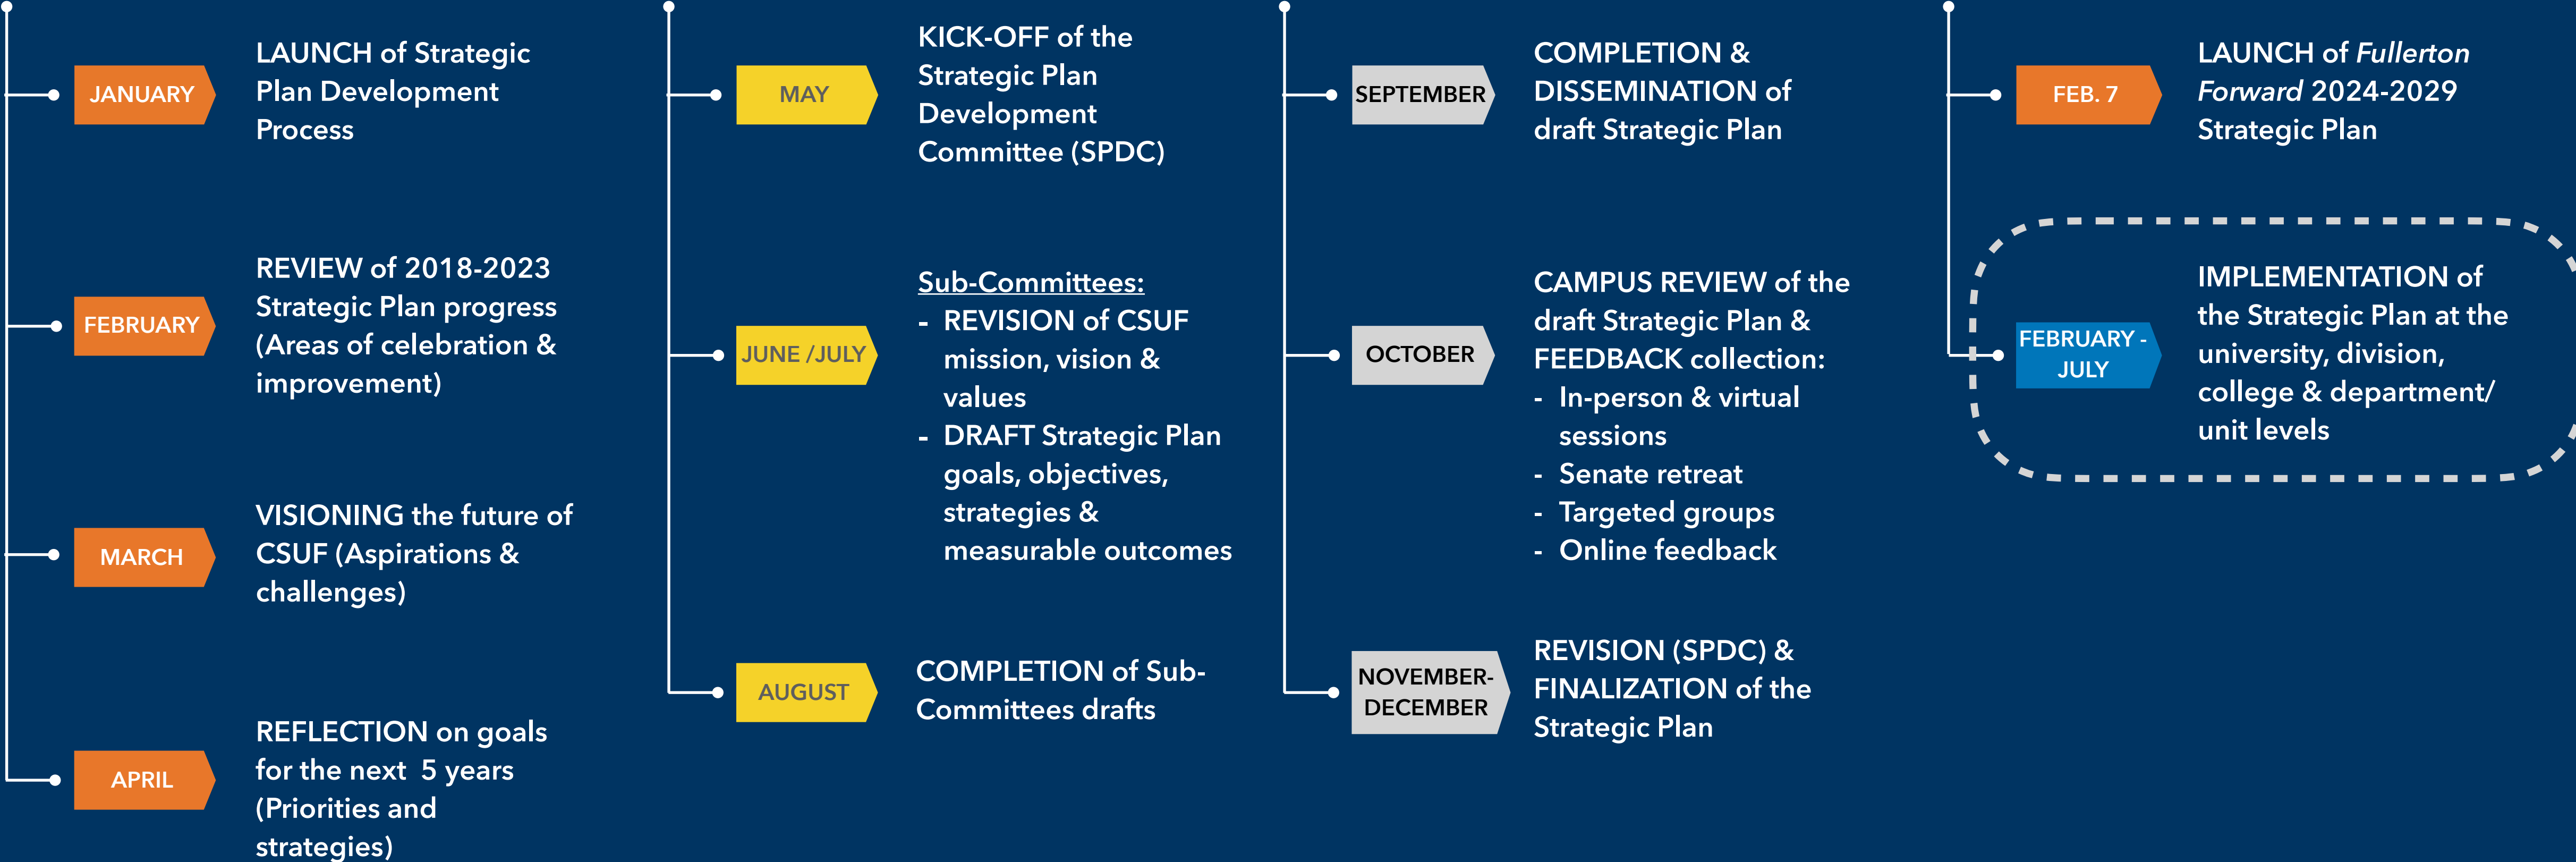 JANUARY
LAUNCH of Strategic
Plan Development
Process
FEBRUARY
REVIEW of 2018-2023
Strategic Plan progress
(Areas of celebration &
improvement)
MARCH
VISIONING the future of
CSUF (Aspirations &
challenges)
APRIL
REFLECTION on goals
for the next  5 years
(Priorities and
strategies)
MAY
KICK-OFF of the
Strategic Plan
Development
Committee (SPDC)
JUNE /JULY
Sub-Committees:
- REVISION of CSUF
mission, vision &
values
- DRAFT Strategic Plan
goals, objectives,
strategies &
measurable outcomes
AUGUST
COMPLETION of Sub-
Committees drafts
SEPTEMBER
COMPLETION &
DISSEMINATION of
draft Strategic Plan
OCTOBER
CAMPUS REVIEW of the
draft Strategic Plan &
FEEDBACK collection:
- In-person & virtual
sessions
- Senate retreat
- Targeted groups
- Online feedback
NOVEMBER-
DECEMBER
REVISION (SPDC) &
FINALIZATION of the
Strategic Plan
FEB. 7
LAUNCH of Fullerton
Forward 2024-2029
Strategic Plan
FEBRUARY -
JULY
IMPLEMENTATION of
the Strategic Plan at the
university, division,
college & department/
unit levels